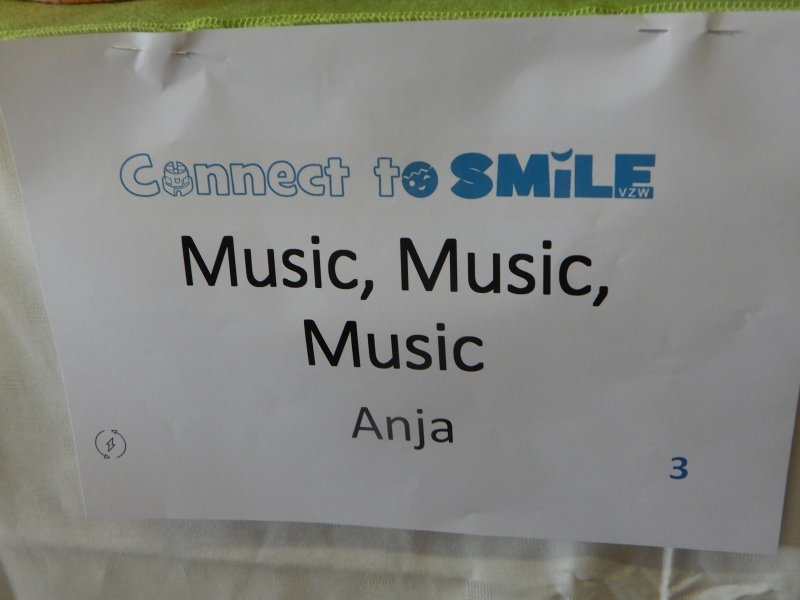 Connect to SMiLE
VZW
Music, Music,
Music
Anja
3